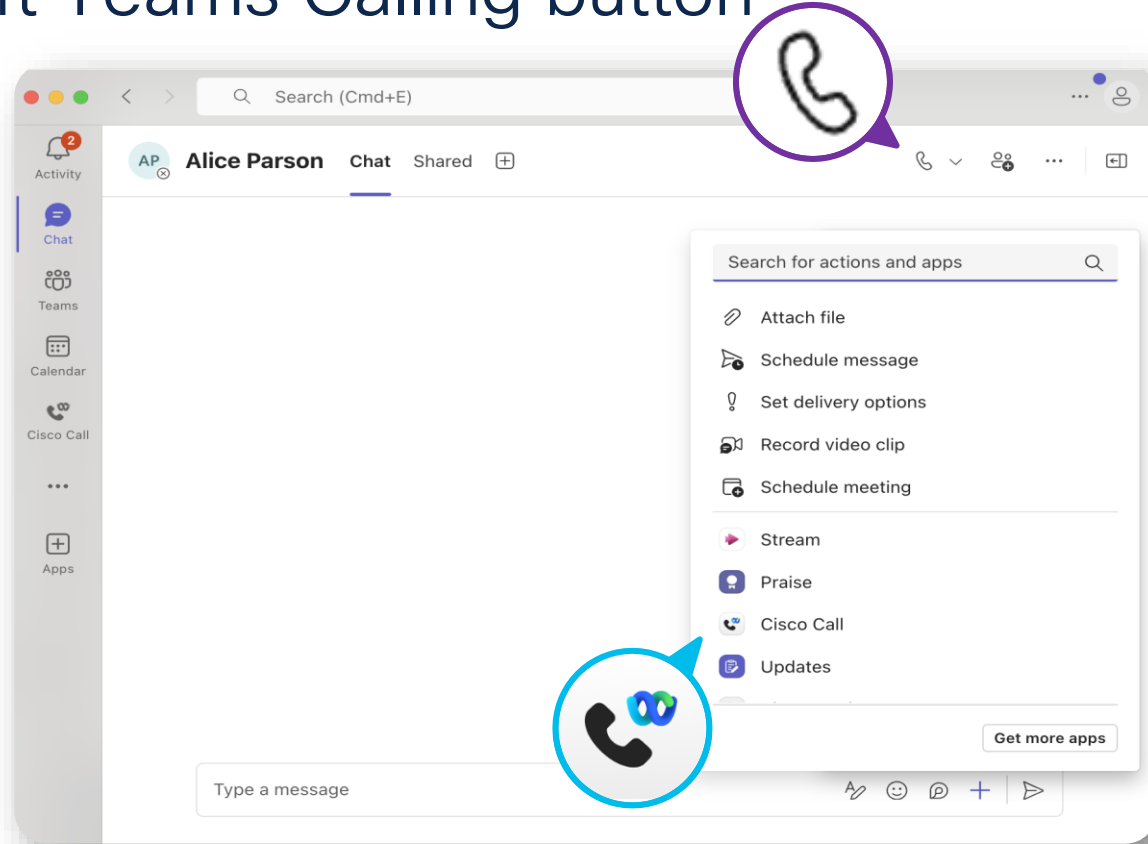 Teams Calling button
Search (Cmd+E)
2
Activity
AP
Alice Parson Chat Shared
Chat
Teams
Calendar
Cisco Call
Apps
Search for actions and apps
Attach file
Schedule message
Set delivery options
Record video clip
Schedule meeting
Stream
Praise
Cisco Call
Updates
Get more apps
Type a message